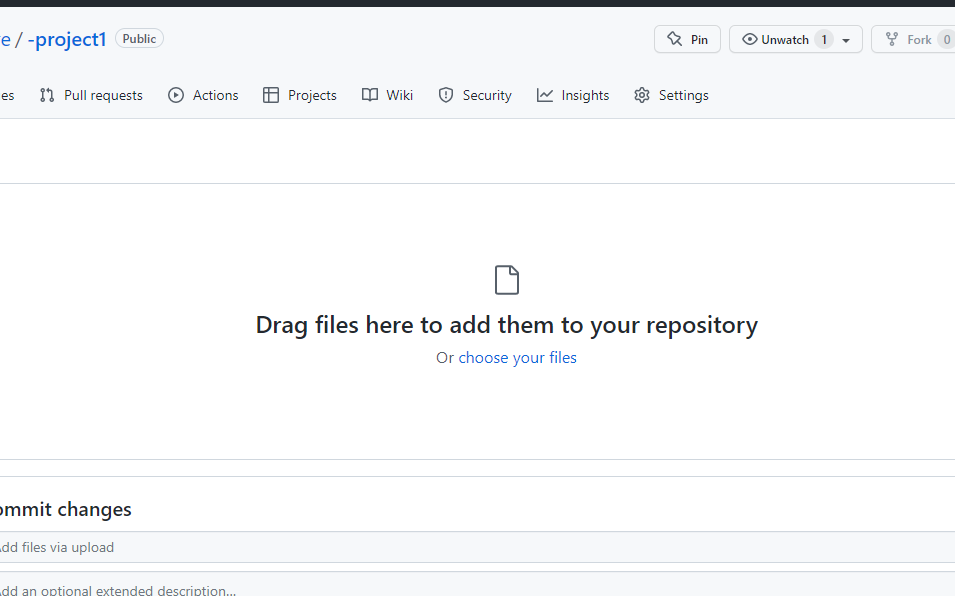 e / -project1 Public Pin Unwatch 1 Fork 0
es Pull requests Actions Projects Wiki Security Insights Settings
Drag files here to add them to your repository
Or choose your files
ommit changes
dd files via upload
dd an optional extended description...